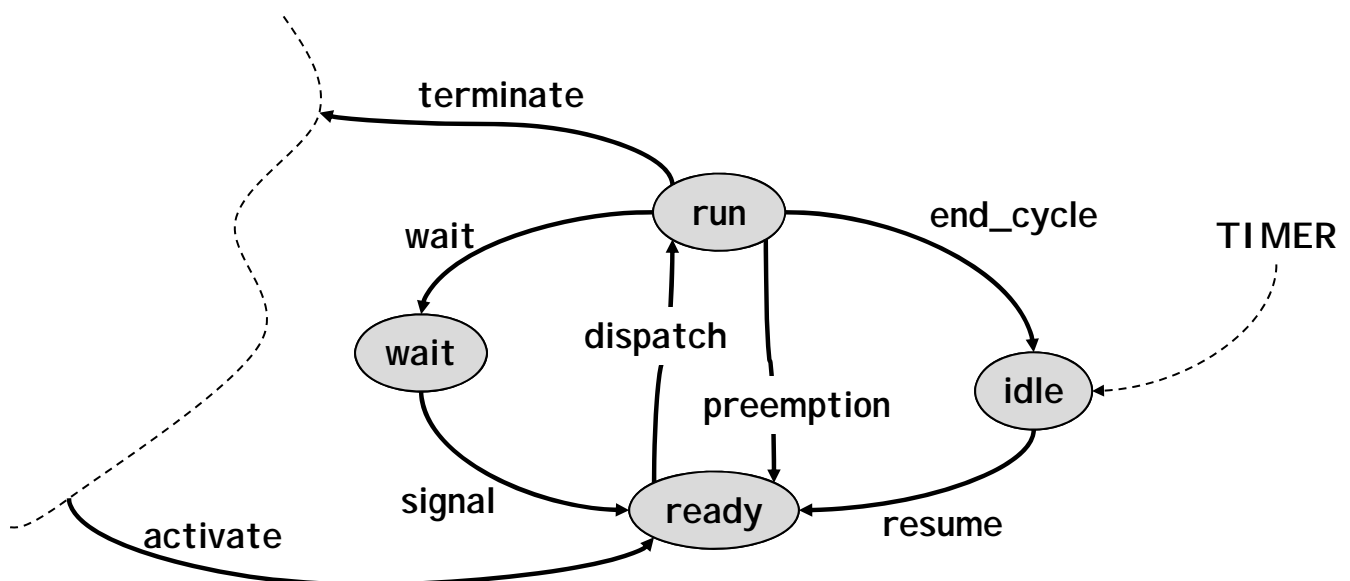 terminate
run
end_cycle
wait
TIMER
dispatch
wait
idle
preemption
signal
ready
resume
activate